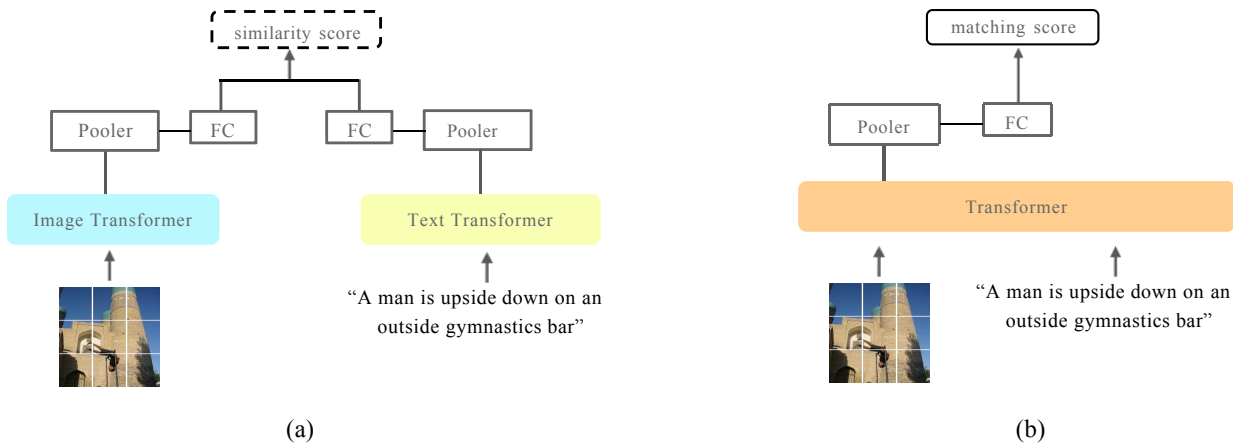 similarity score
Pooler
FC
FC
Pooler
Image Transformer
Text Transformer
“A man is upside down on an
outside gymnastics bar”
(a)
matching score
Pooler
FC
Transformer
“A man is upside down on an
outside gymnastics bar”
(b)